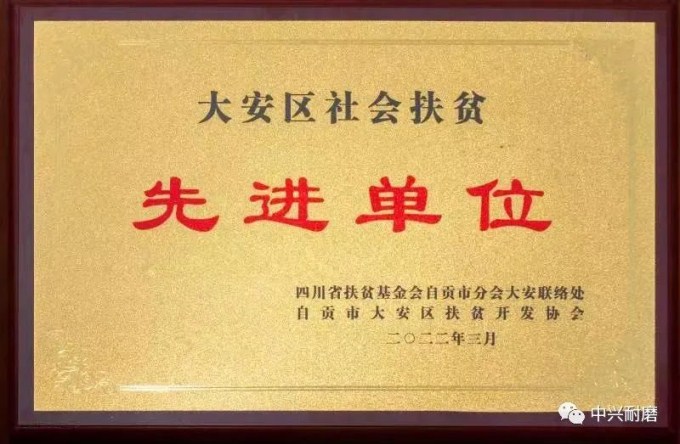 大安区社会扶贫
先进单位
四川省扶贫基金会自贡市分会大安联络处
自贡市大安区扶贫开发协会
二〇二二年三月
中兴耐磨